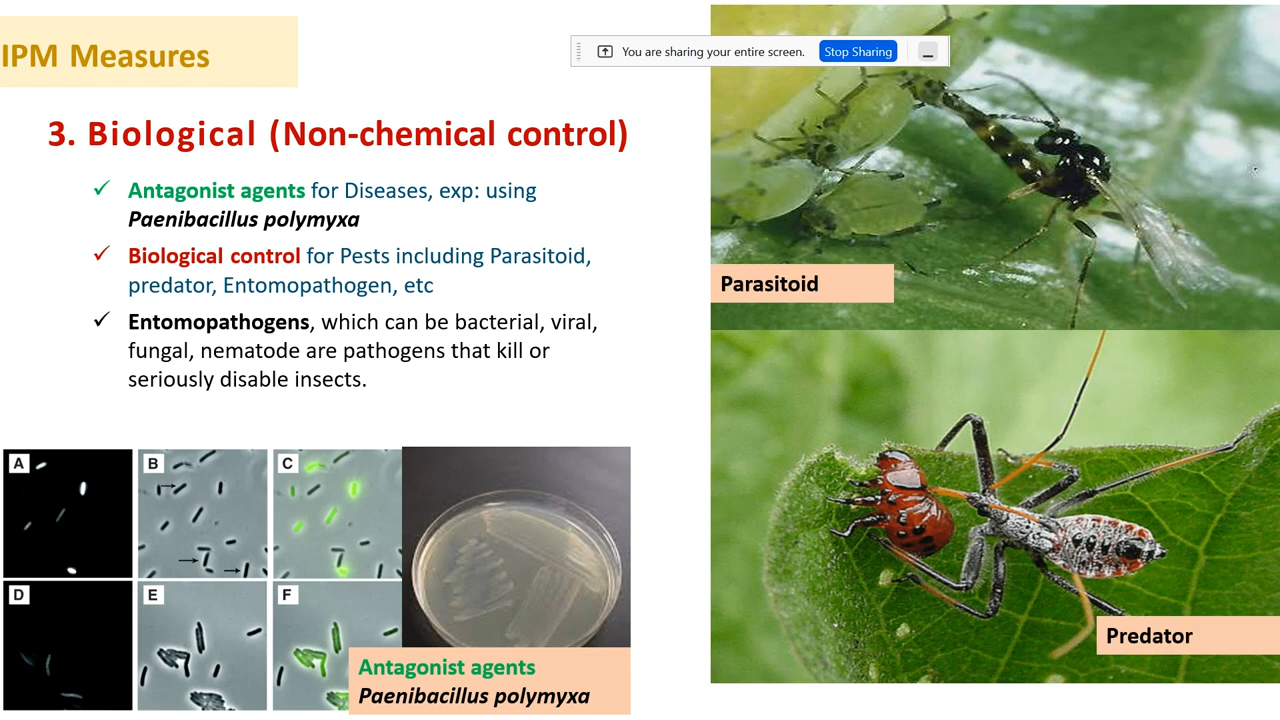 IPM Measures
You are sharing your entire screen.
Stop Sharing
3. Biological (Non-chemical control)
Antagonist agents for Diseases, exp: using
Paenibacillus polymyxa
Biological control for Pests including Parasitoid,
predator, Entomopathogen, etc
Entomopathogens, which can be bacterial, viral,
fungal, nematode are pathogens that kill or
seriously disable insects.
Parasitoid
Predator
A
B
C
D
E
F
Antagonist agents
Paenibacillus polymyxa